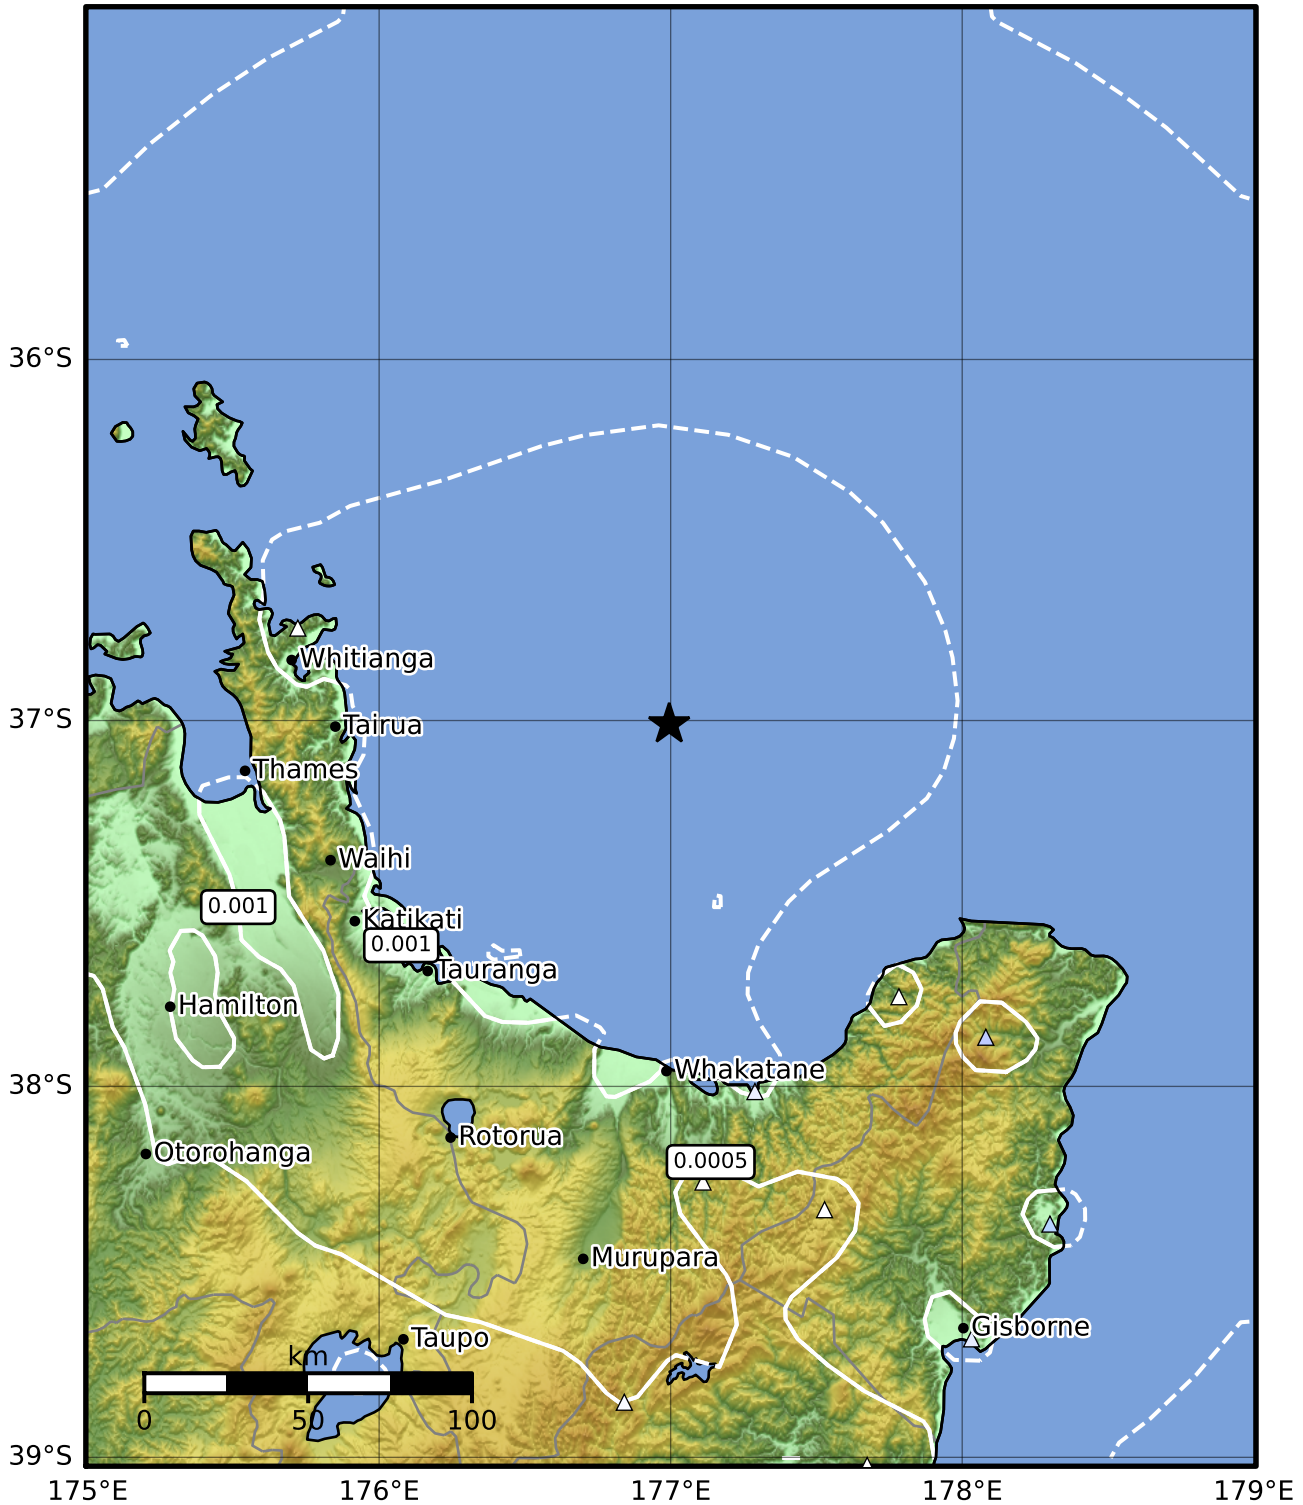 36°S
Whitianga
37°S
Tairua
Thames
Waihi
0.001
Katikati
0.001
Tauranga
Hamilton
Whakatane
38°S
Rotorua
Otorohanga
0.0005
Murupara
Gisborne
Taupo
km
0 50 100
39°S
175°E 176°E 177°E 178°E 179°E